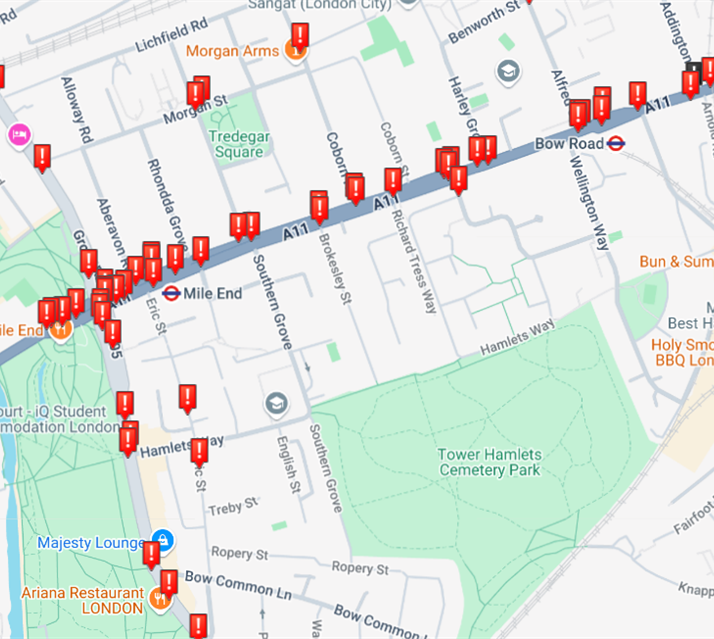 Sangat (London City)
Rd
Lichfield Rd
Benworth St
Addington
Morgan Arms
Alloway Rd
Harley Gro
Alfred
Morgan St
A11
Tredegar
Square
Coborn
Coborn St
Bow Road
Rhondda Grove
Wellington Way
Aberavon R
A11
A11
Richard Tress Way
Brokesley St
Southern Grove
Bun & Sum
Mile End
Eric St
ile End
Best H
Holy Smo
BBQ Lon
Hamlets Way
ourt - iQ Student
modation London
Hamlets Way
Southern Grove
English St
Tower Hamlets
Cemetery Park
Treby St
Fairfoot
Majesty Lounge
Ropery St
Ropery St
Bow Common Ln
Knapp
Ariana Restaurant
LONDON
Bow Common L